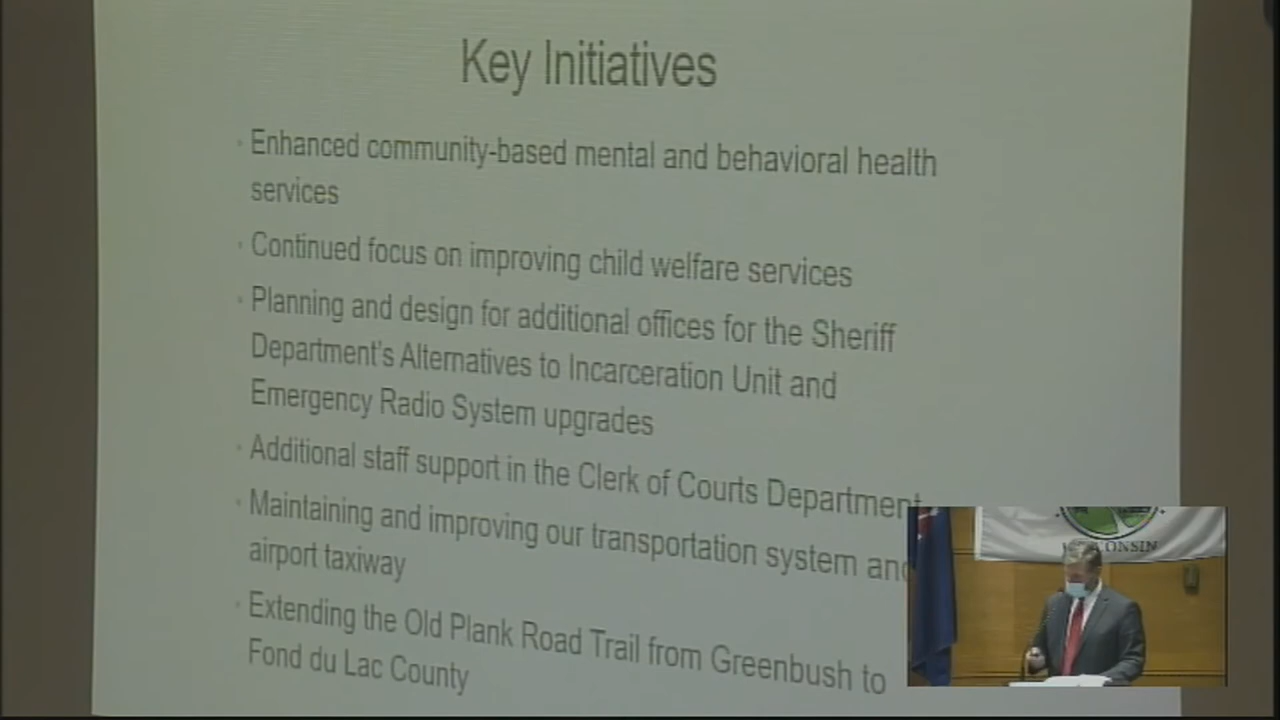 Key Initiatives
Enhanced community-based mental and behavioral health
services
Continued focus on improving child welfare services
Planning and design for additional offices for the Sheriff
Department's Alternatives to Incarceration Unit and
Emergency Radio System upgrades
Additional staff support in the Clerk of Courts Department
Maintaining and improving our transportation system and
airport taxiway
Extending the Old Plank Road Trail from Greenbush to
Fond du Lac County